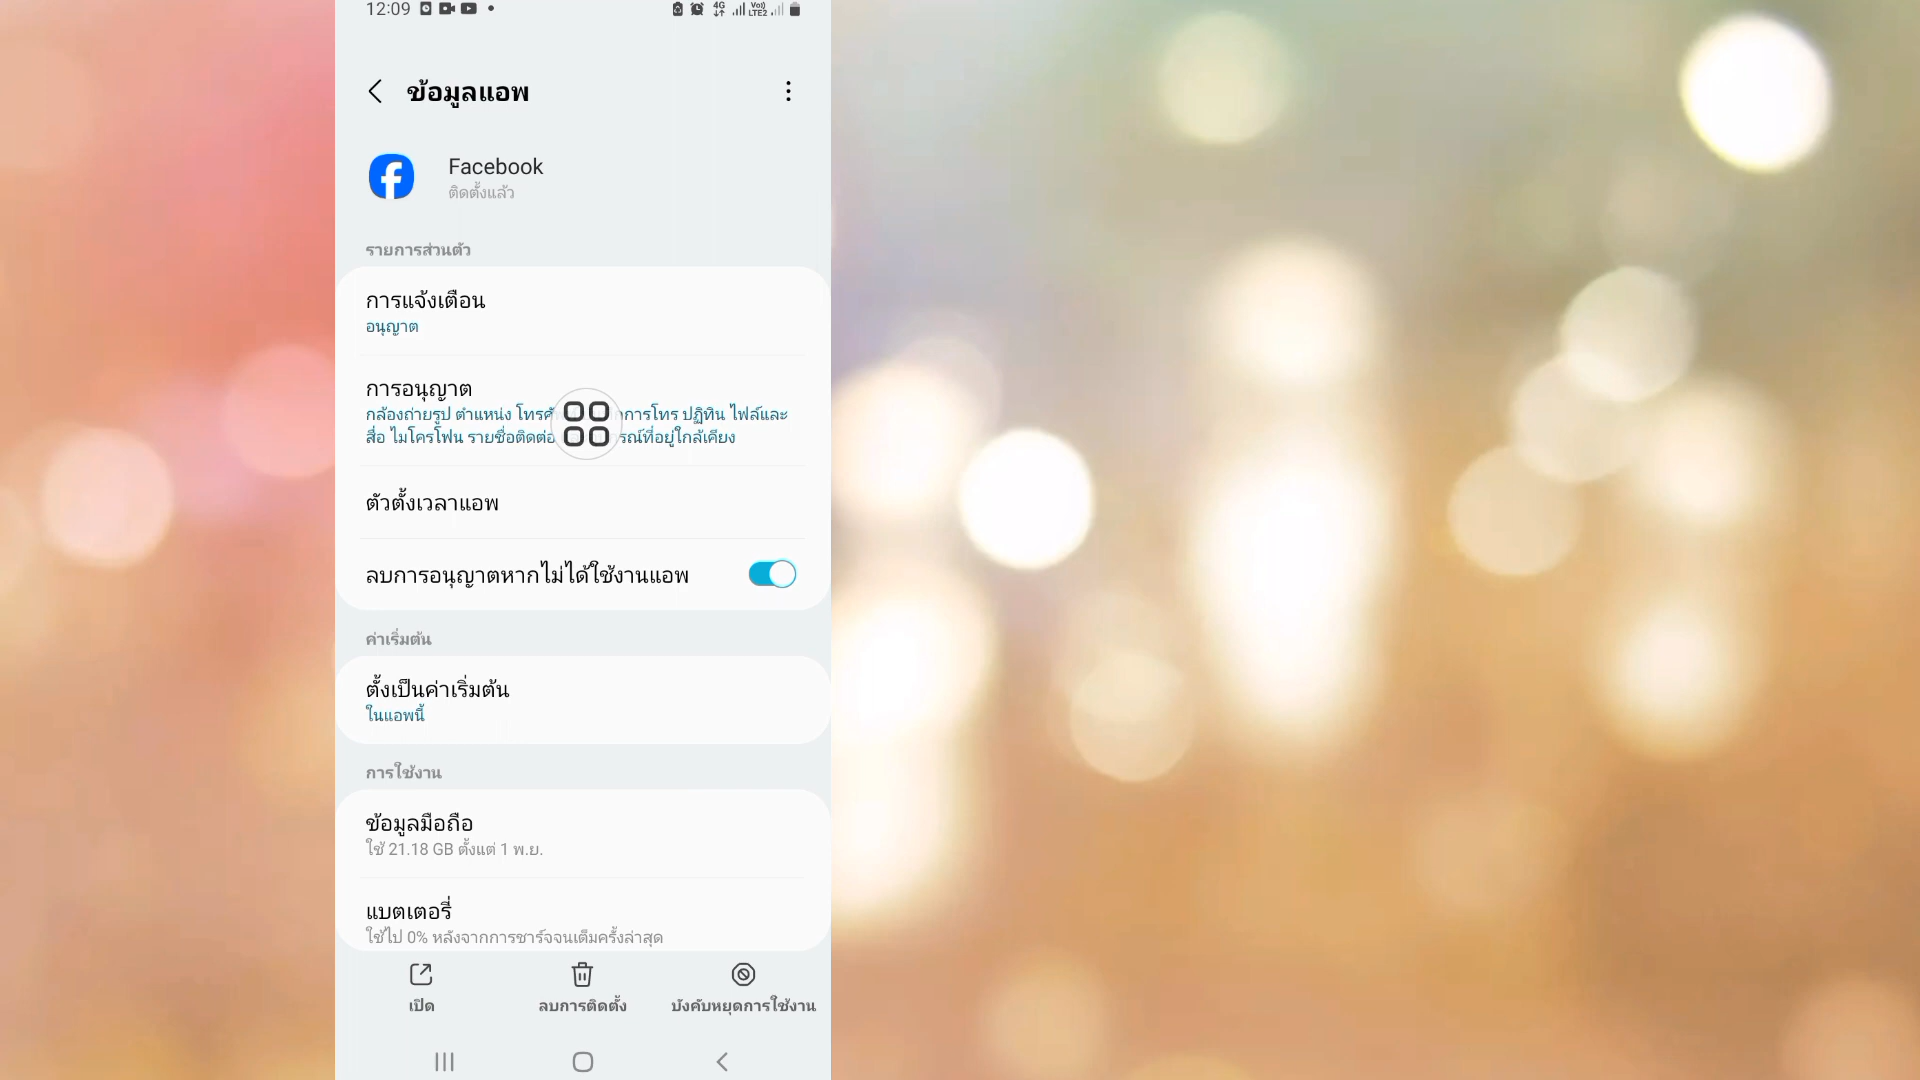 12:09
4G VoLTE2
ข้อมูลแอพ
Facebook
ติดตั้งแล้ว
รายการส่วนตัว
การแจ้งเตือน
อนุญาต
การอนุญาต
กล้องถ่ายรูป ตำแหน่ง การโทร ปฏิทิน ไฟล์และ
สื่อ ไมโครโฟน รายชื่อติดต่อ ที่อยู่ใกล้เคียง
ตัวตั้งเวลาแอพ
ลบการอนุญาตหากไม่ได้ใช้งานแอพ
ค่าเริ่มต้น
ตั้งเป็นค่าเริ่มต้น
ในแอพนี้
การใช้งาน
ข้อมูลมือถือ
ใช้ 21.18 GB ตั้งแต่ 1 พ.ย.
แบตเตอรี่
ใช้ไป 0% หลังจากการชาร์จจนเต็มครั้งล่าสุด
เปิด ลบการติดตั้ง บังคับหยุดการใช้งาน